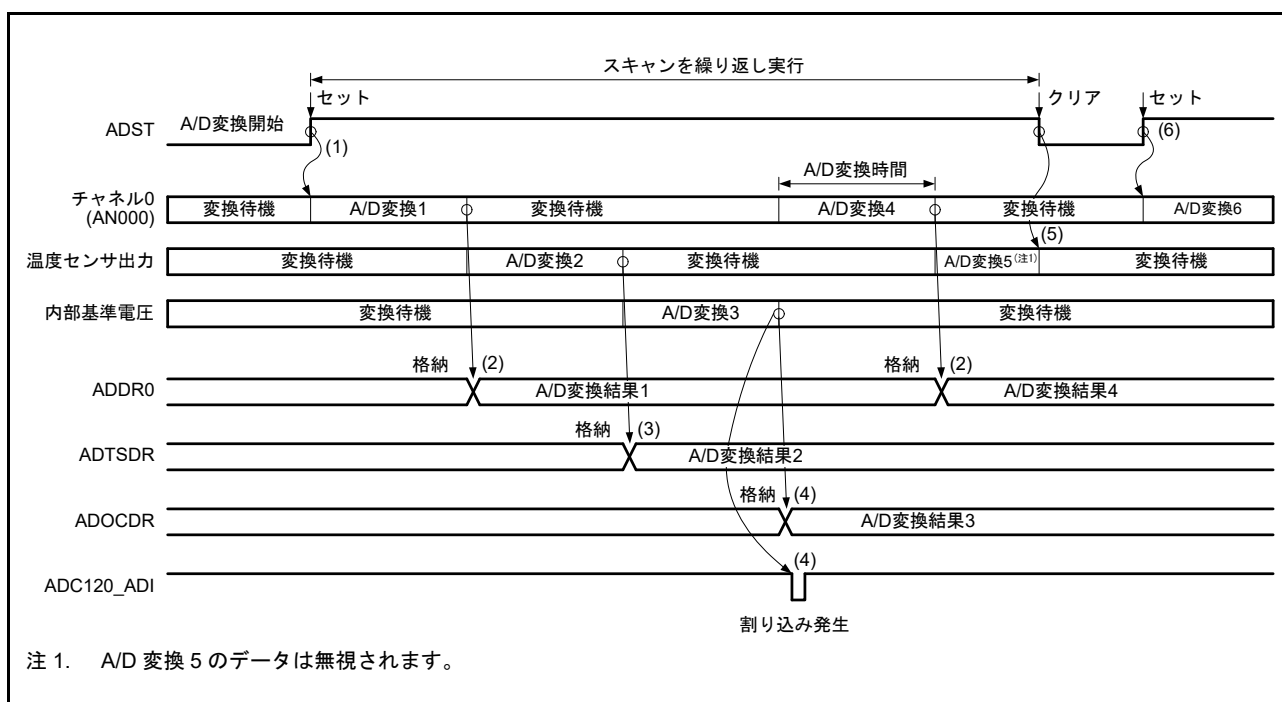 スキャンを繰り返し実行
セット
クリア
セット
ADST
A/D変換開始
(1)
(6)
A/D変換時間
チャネル0
(AN000)
変換待機
A/D変換1
変換待機
A/D変換4
変換待機
A/D変換6
(5)
温度センサ出力
変換待機
A/D変換2
変換待機
A/D変換5(注1)
変換待機
内部基準電圧
変換待機
A/D変換3
変換待機
格納 (2)
格納 (2)
ADDR0
A/D変換結果1
A/D変換結果4
格納 (3)
ADTSDR
A/D変換結果2
格納 (4)
ADOCDR
A/D変換結果3
(4)
ADC120_ADI
割り込み発生
注 1. A/D 変換 5 のデータは無視されます。